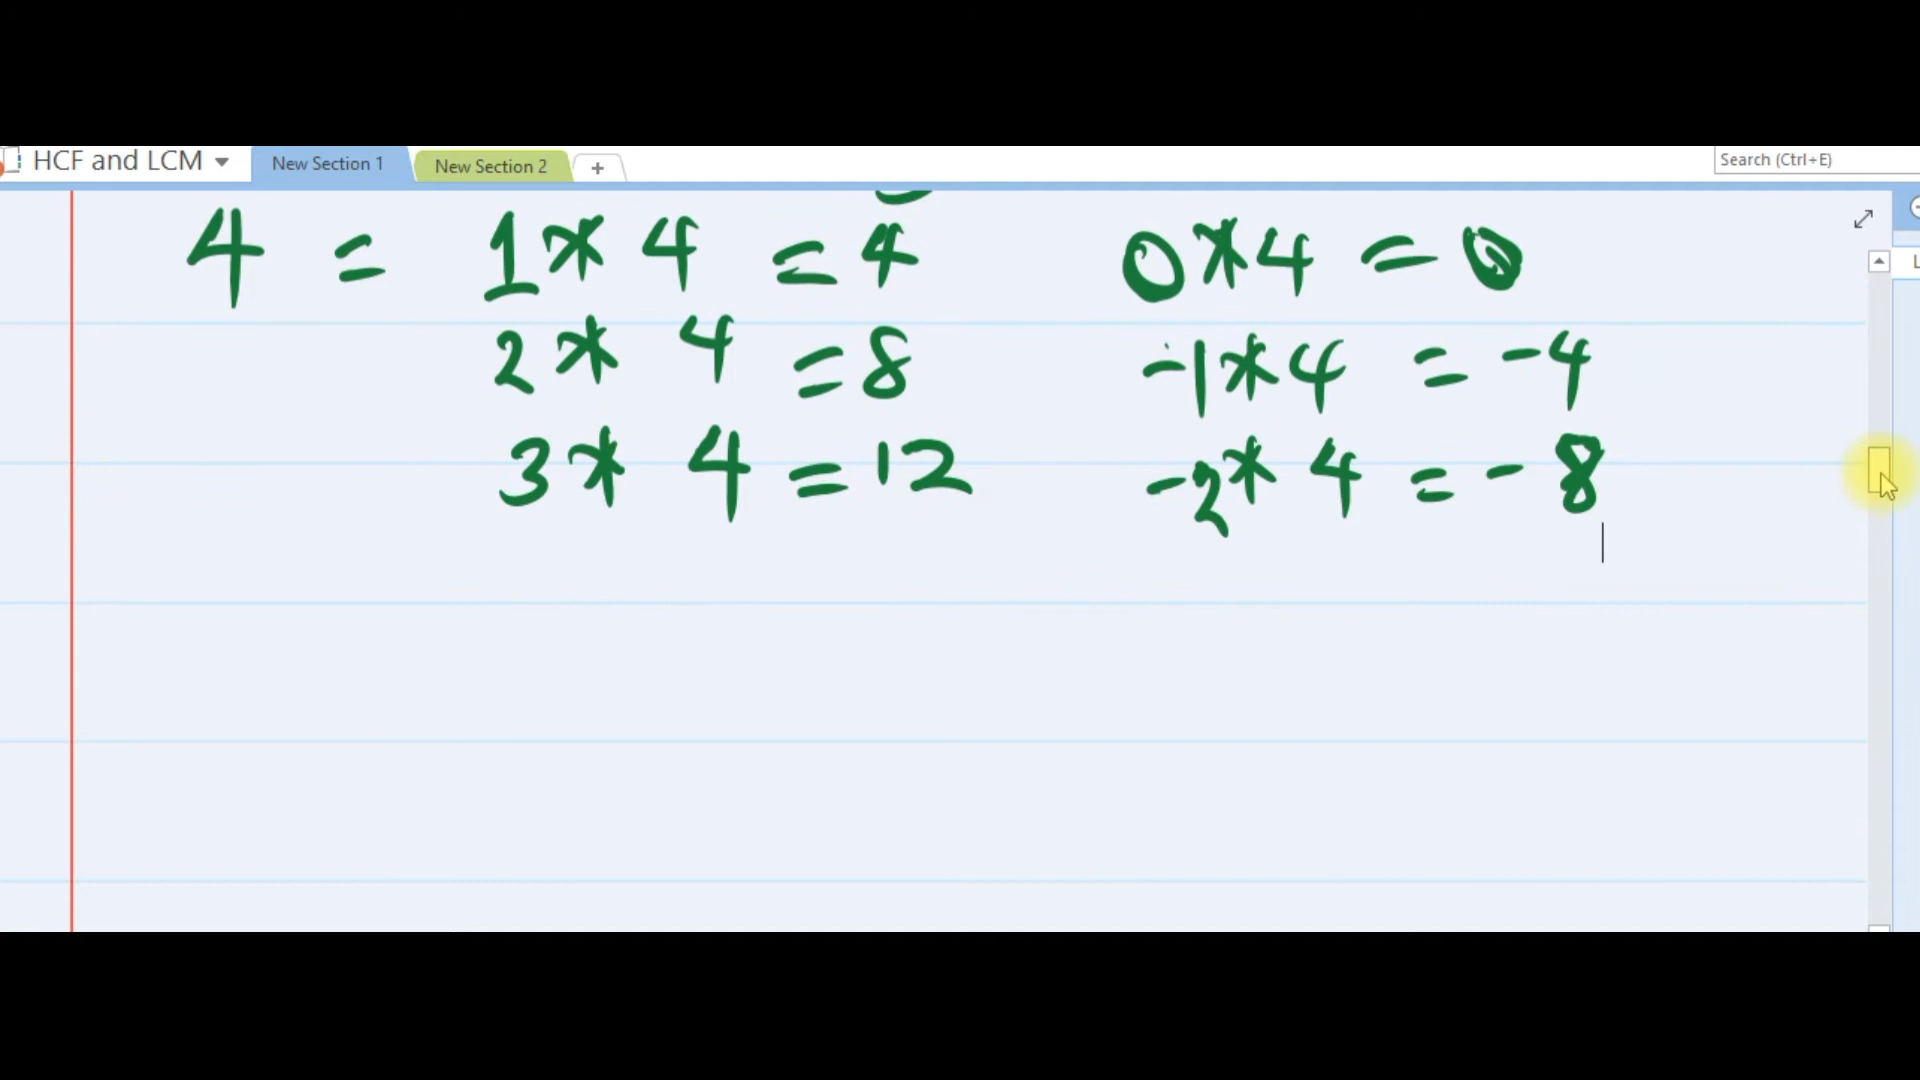 HCF and LCM
New Section 1
New Section 2
+
Search (Ctrl+E)
4 = 1 * 4 = 4 0 * 4 = 0
2 * 4 = 8 -1 * 4 = -4
3 * 4 = 12 -2 * 4 = -8